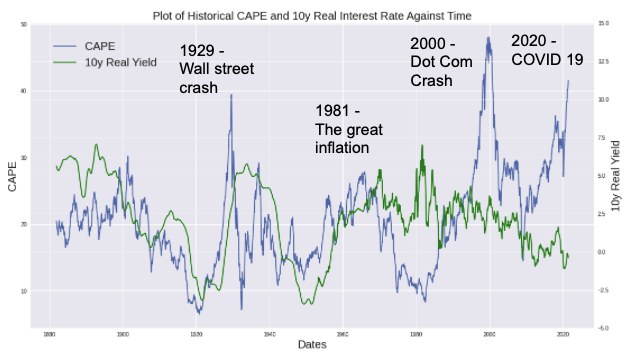 Plot of Historical CAPE and 10y Real Interest Rate Against Time
CAPE
10y Real Yield
1929 -
Wall street
crash
1981 -
The great
inflation
2000 -
Dot Com
Crash
2020 -
COVID 19
50
40
30
20
10
CAPE
15.0
12.5
10.0
7.5
5.0
2.5
0.0
-2.5
-5.0
10y Real Yield
1880
1900
1920
1940
1960
1980
2000
2020
Dates